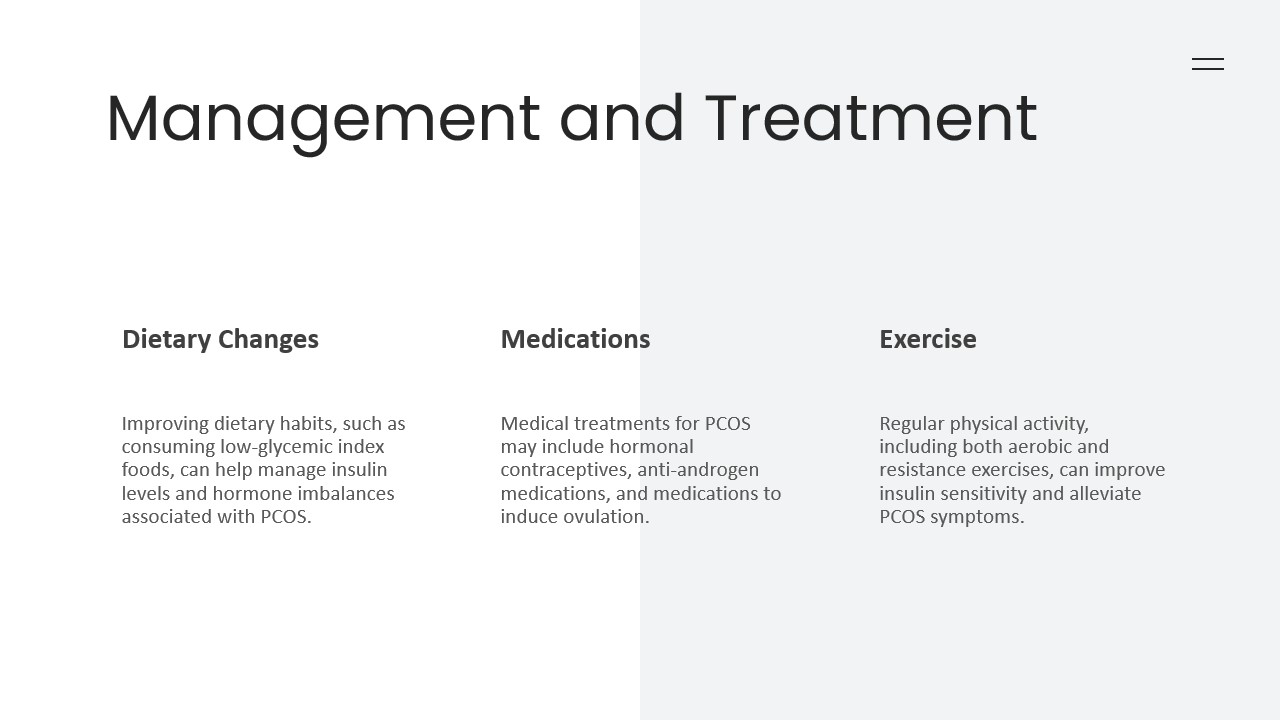 Management and Treatment
Dietary Changes
Improving dietary habits, such as
consuming low-glycemic index
foods, can help manage insulin
levels and hormone imbalances
associated with PCOS.
Medications
Medical treatments for PCOS
may include hormonal
contraceptives, anti-androgen
medications, and medications to
induce ovulation.
Exercise
Regular physical activity,
including both aerobic and
resistance exercises, can improve
insulin sensitivity and alleviate
PCOS symptoms.